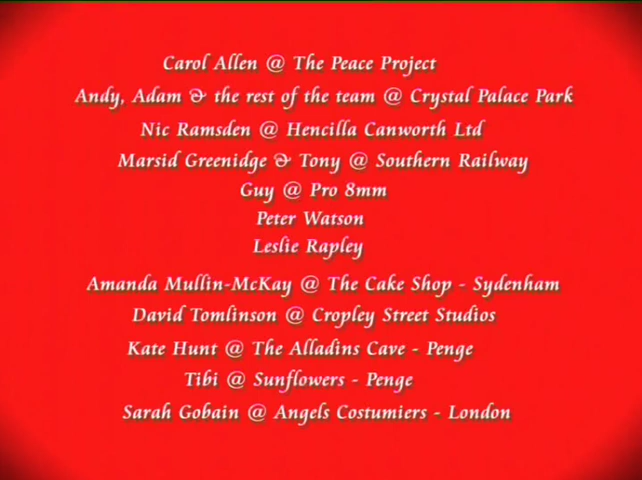 Carol Allen @ The Peace Project
Andy, Adam & the rest of the team @ Crystal Palace Park
Nic Ramsden @ Hencilla Canworth Ltd
Marsid Greenidge & Tony @ Southern Railway
Guy @ Pro 8mm
Peter Watson
Leslie Rapley
Amanda Mullin-McKay @ The Cake Shop - Sydenham
David Tomlinson @ Cropley Street Studios
Kate Hunt @ The Alladins Cave - Penge
Tibi @ Sunflowers - Penge
Sarah Gobain @ Angels Costumiers - London